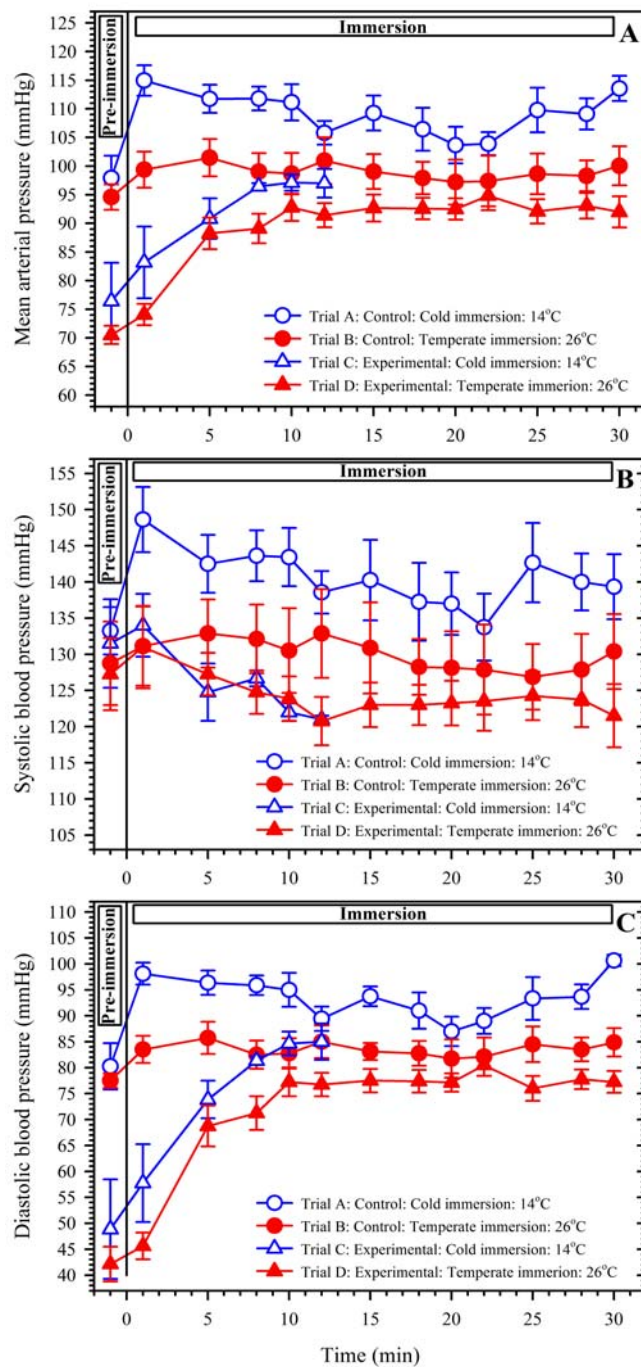 Immersion
A
Pre-immersion
Mean arterial pressure (mmHg)
125
120
115
110
105
100
95
90
85
80
75
70
65
60
Trial A: Control: Cold immersion: 14°C
Trial B: Control: Temperate immersion: 26°C
Trial C: Experimental: Cold immersion: 14°C
Trial D: Experimental: Temperate immerion: 26°C
0 5 10 15 20 25 30
Immersion
B
Pre-immersion
Systolic blood pressure (mmHg)
155
150
145
140
135
130
125
120
115
110
105
Trial A: Control: Cold immersion: 14°C
Trial B: Control: Temperate immersion: 26°C
Trial C: Experimental: Cold immersion: 14°C
Trial D: Experimental: Temperate immerion: 26°C
0 5 10 15 20 25 30
Immersion
C
Pre-immersion
Diastolic blood pressure (mmHg)
110
105
100
95
90
85
80
75
70
65
60
55
50
45
40
Trial A: Control: Cold immersion: 14°C
Trial B: Control: Temperate immersion: 26°C
Trial C: Experimental: Cold immersion: 14°C
Trial D: Experimental: Temperate immerion: 26°C
0 5 10 15 20 25 30
Time (min)